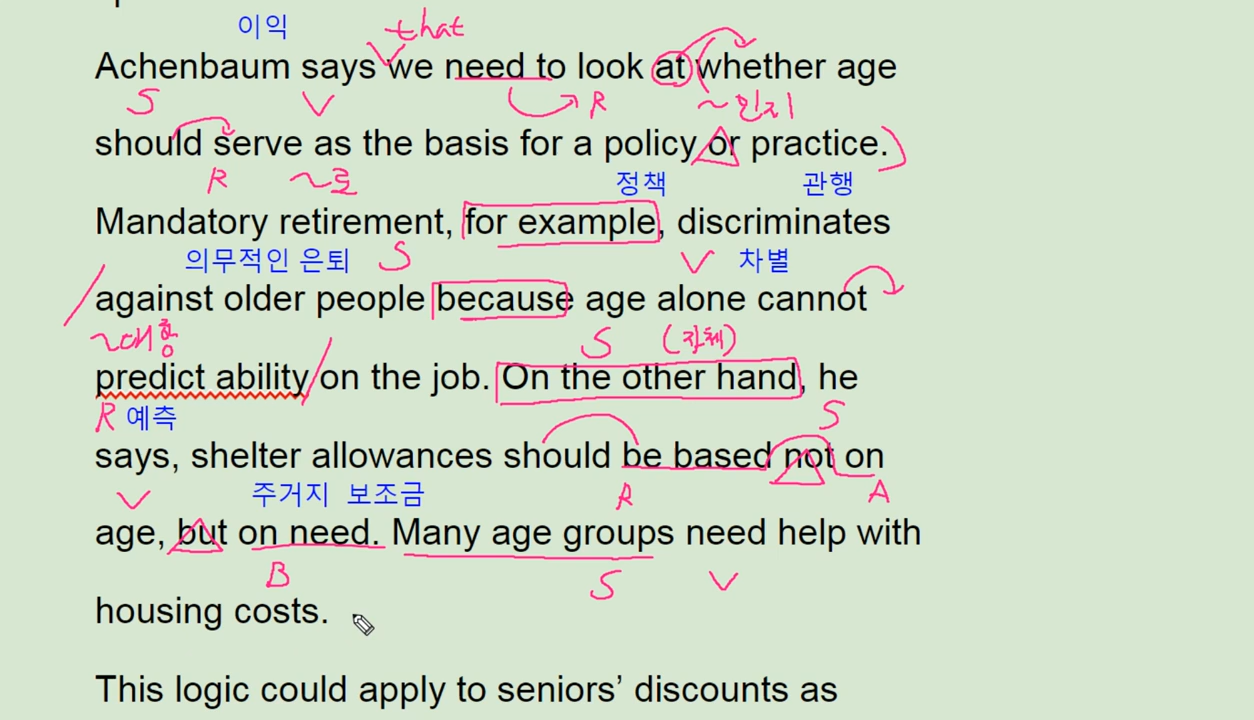 이익 that
Achenbaum says we need to look at whether age
S V R ~인지
should serve as the basis for a policy or practice.
R ~로 정책 관행
Mandatory retirement, for example, discriminates
의무적인 은퇴 S V 차별
against older people because age alone cannot
~대항 S (자체)
predict ability on the job. On the other hand, he
R 예측 S
says, shelter allowances should be based not on
V 주거지 보조금 R A
age, but on need. Many age groups need help with
B S V
housing costs.
This logic could apply to seniors’ discounts as